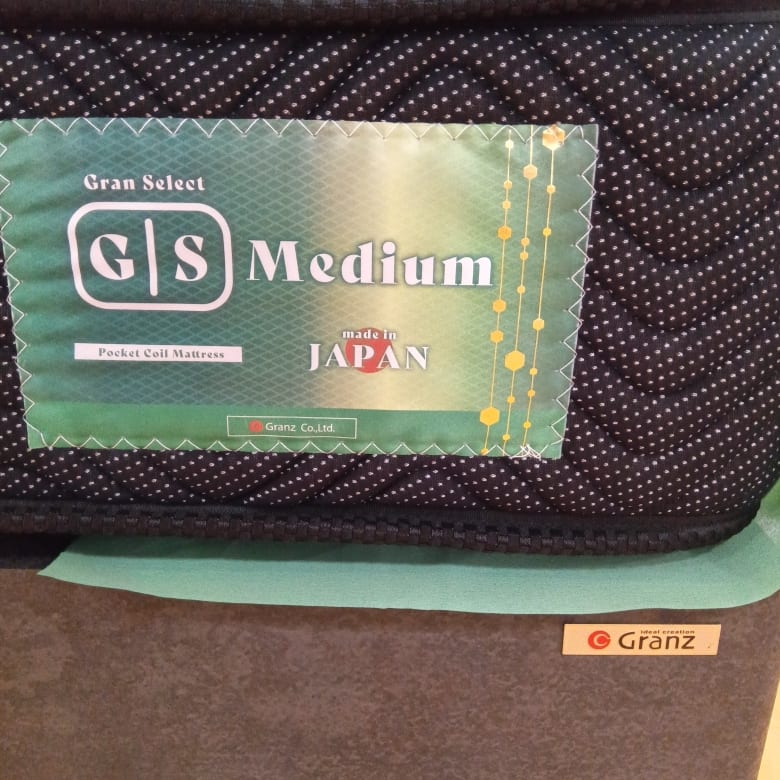 Gran Select
G|S Medium
Pocket Coil Mattress
made in
JAPAN
Granz Co.,Ltd.
ideal creation
Granz